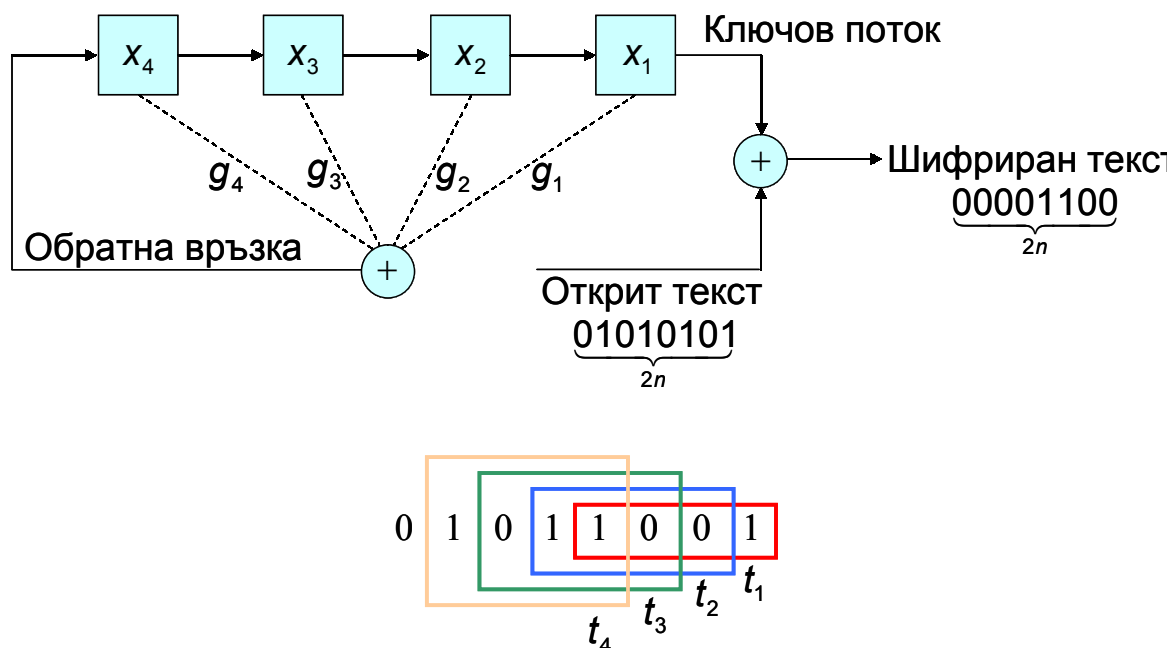 Ключов поток
x4 x3 x2 x1
+
Шифриран текст
00001100
2n
g4 g3 g2 g1
Обратна връзка
+
Открит текст
01010101
2n
0 1 0 1 1 0 0 1
t1
t2
t3
t4